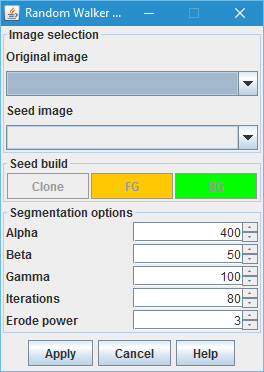 Random Walker ...
Image selection
Original image
Seed image
Seed build
Clone FG BG
Segmentation options
Alpha 400
Beta 50
Gamma 100
Iterations 80
Erode power 3
Apply Cancel Help